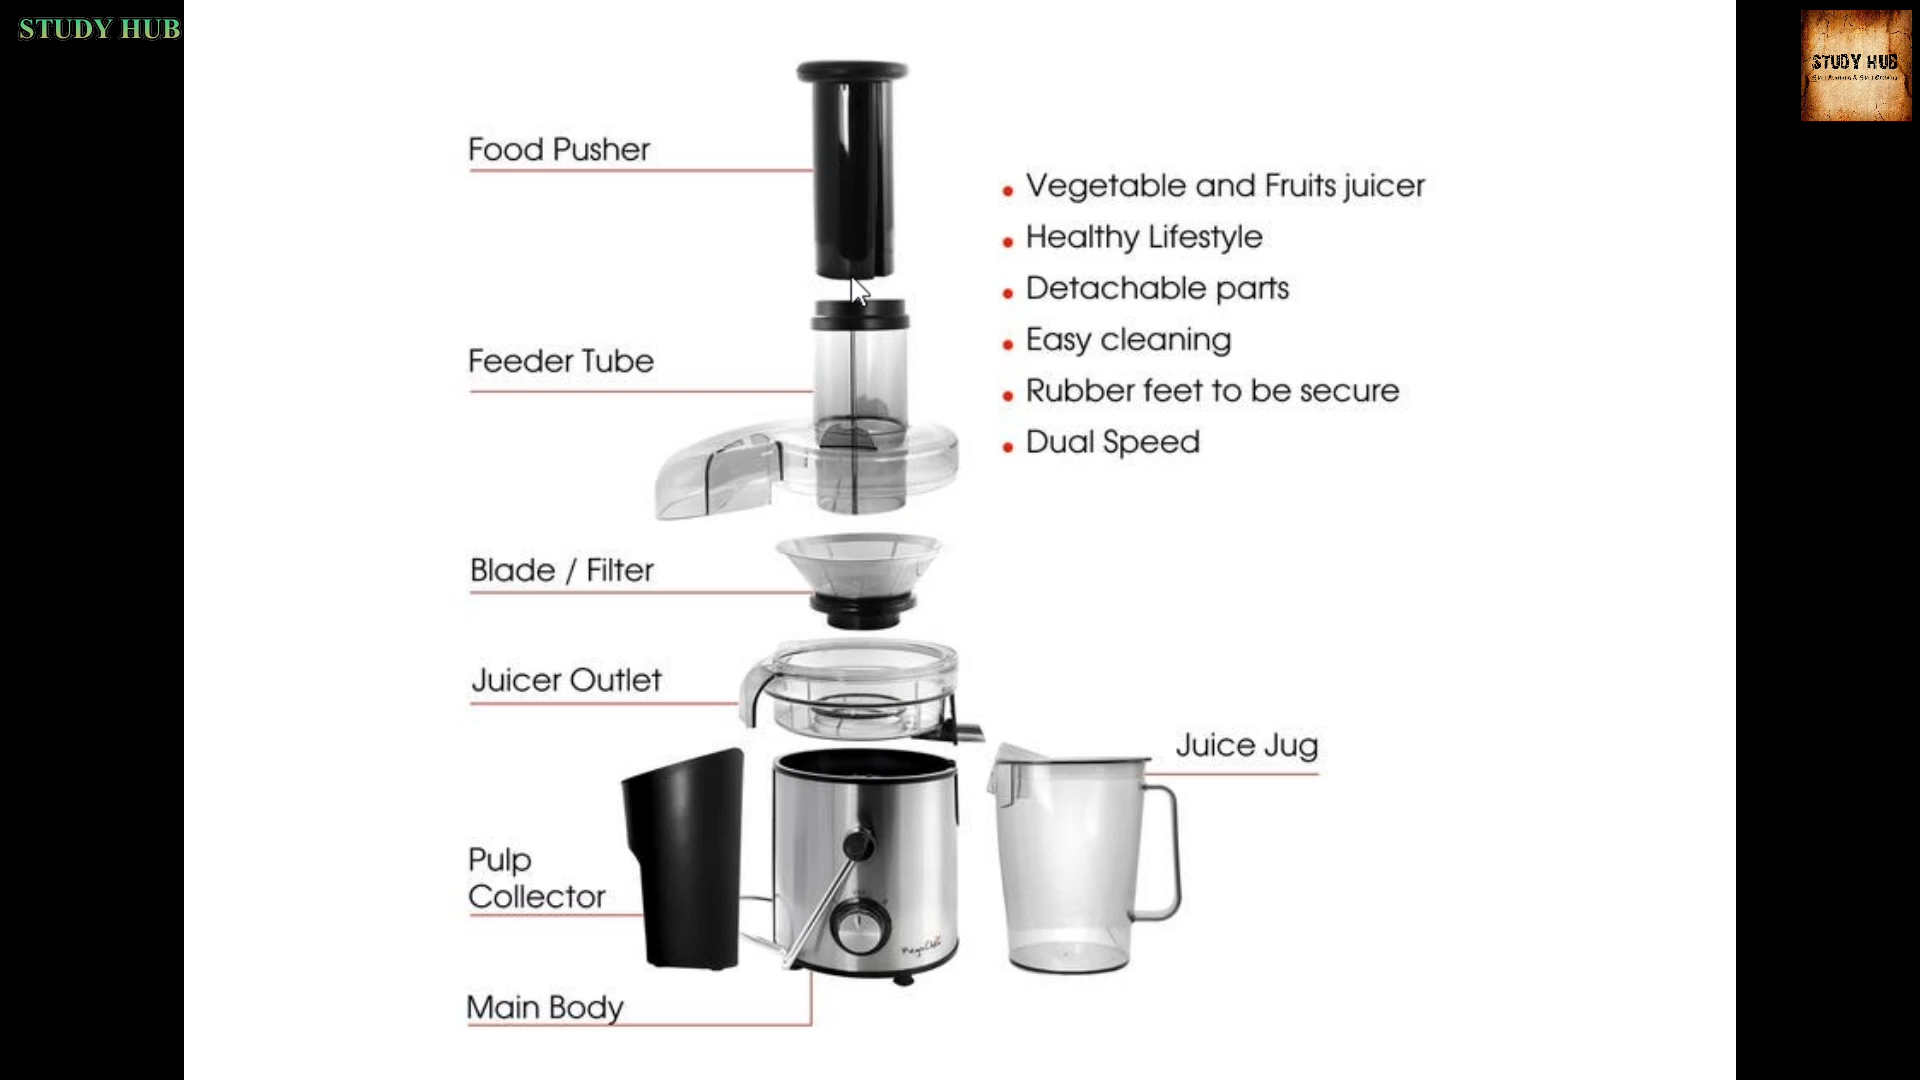 STUDY HUB
STUDY HUB
Food Pusher
Vegetable and Fruits juicer
Healthy Lifestyle
Detachable parts
Easy cleaning
Rubber feet to be secure
Dual Speed
Feeder Tube
Blade / Filter
Juicer Outlet
Juice Jug
Pulp
Collector
MegaChef
Main Body